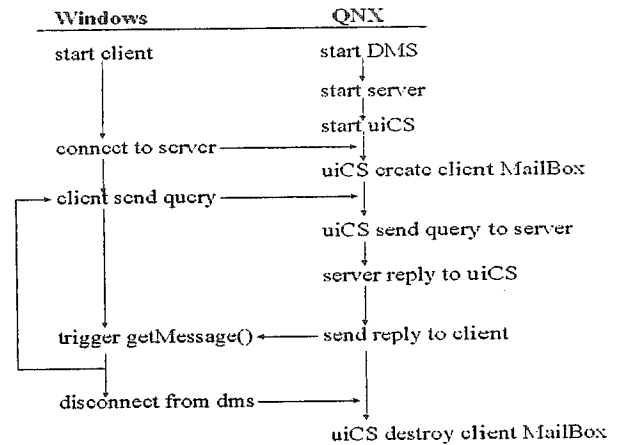 Windows QNX
start client start DMS
start server
start uiCS
connect to server
uiCS create client MailBox
client send query
uiCS send query to server
server reply to uiCS
trigger getMessage() send reply to client
disconnect from dms
uiCS destroy client MailBox